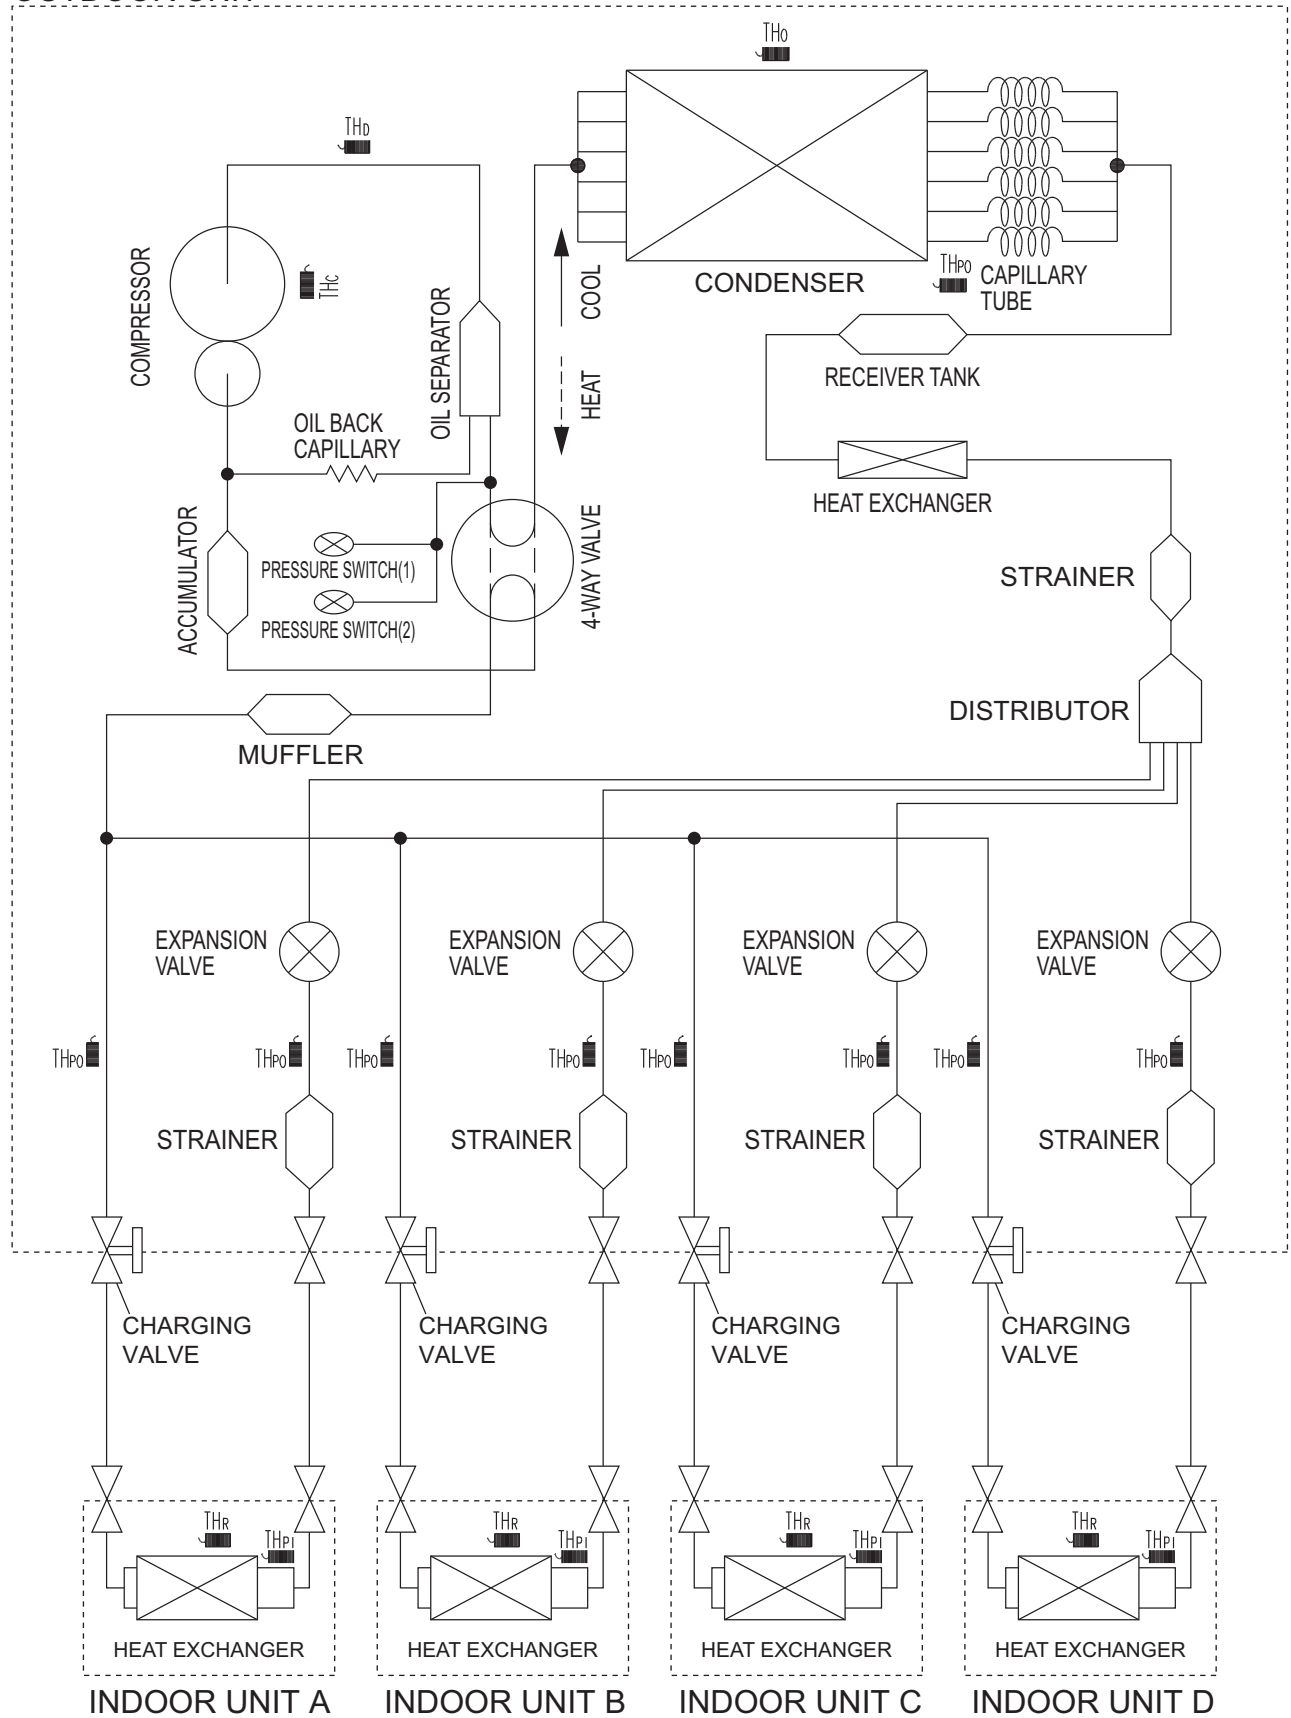 THO
THD
COMPRESSOR
THC
OIL SEPARATOR
COOL
HEAT
CONDENSER
THPO
CAPILLARY
TUBE
RECEIVER TANK
OIL BACK
CAPILLARY
HEAT EXCHANGER
ACCUMULATOR
PRESSURE SWITCH(1)
PRESSURE SWITCH(2)
4-WAY VALVE
STRAINER
DISTRIBUTOR
MUFFLER
EXPANSION
VALVE
EXPANSION
VALVE
EXPANSION
VALVE
EXPANSION
VALVE
THPO
THPO
THPO
THPO
THPO
THPO
THPO
THPO
STRAINER
STRAINER
STRAINER
STRAINER
CHARGING
VALVE
CHARGING
VALVE
CHARGING
VALVE
CHARGING
VALVE
THR
THPI
THR
THPI
THR
THPI
THR
THPI
HEAT EXCHANGER
HEAT EXCHANGER
HEAT EXCHANGER
HEAT EXCHANGER
INDOOR UNIT A
INDOOR UNIT B
INDOOR UNIT C
INDOOR UNIT D